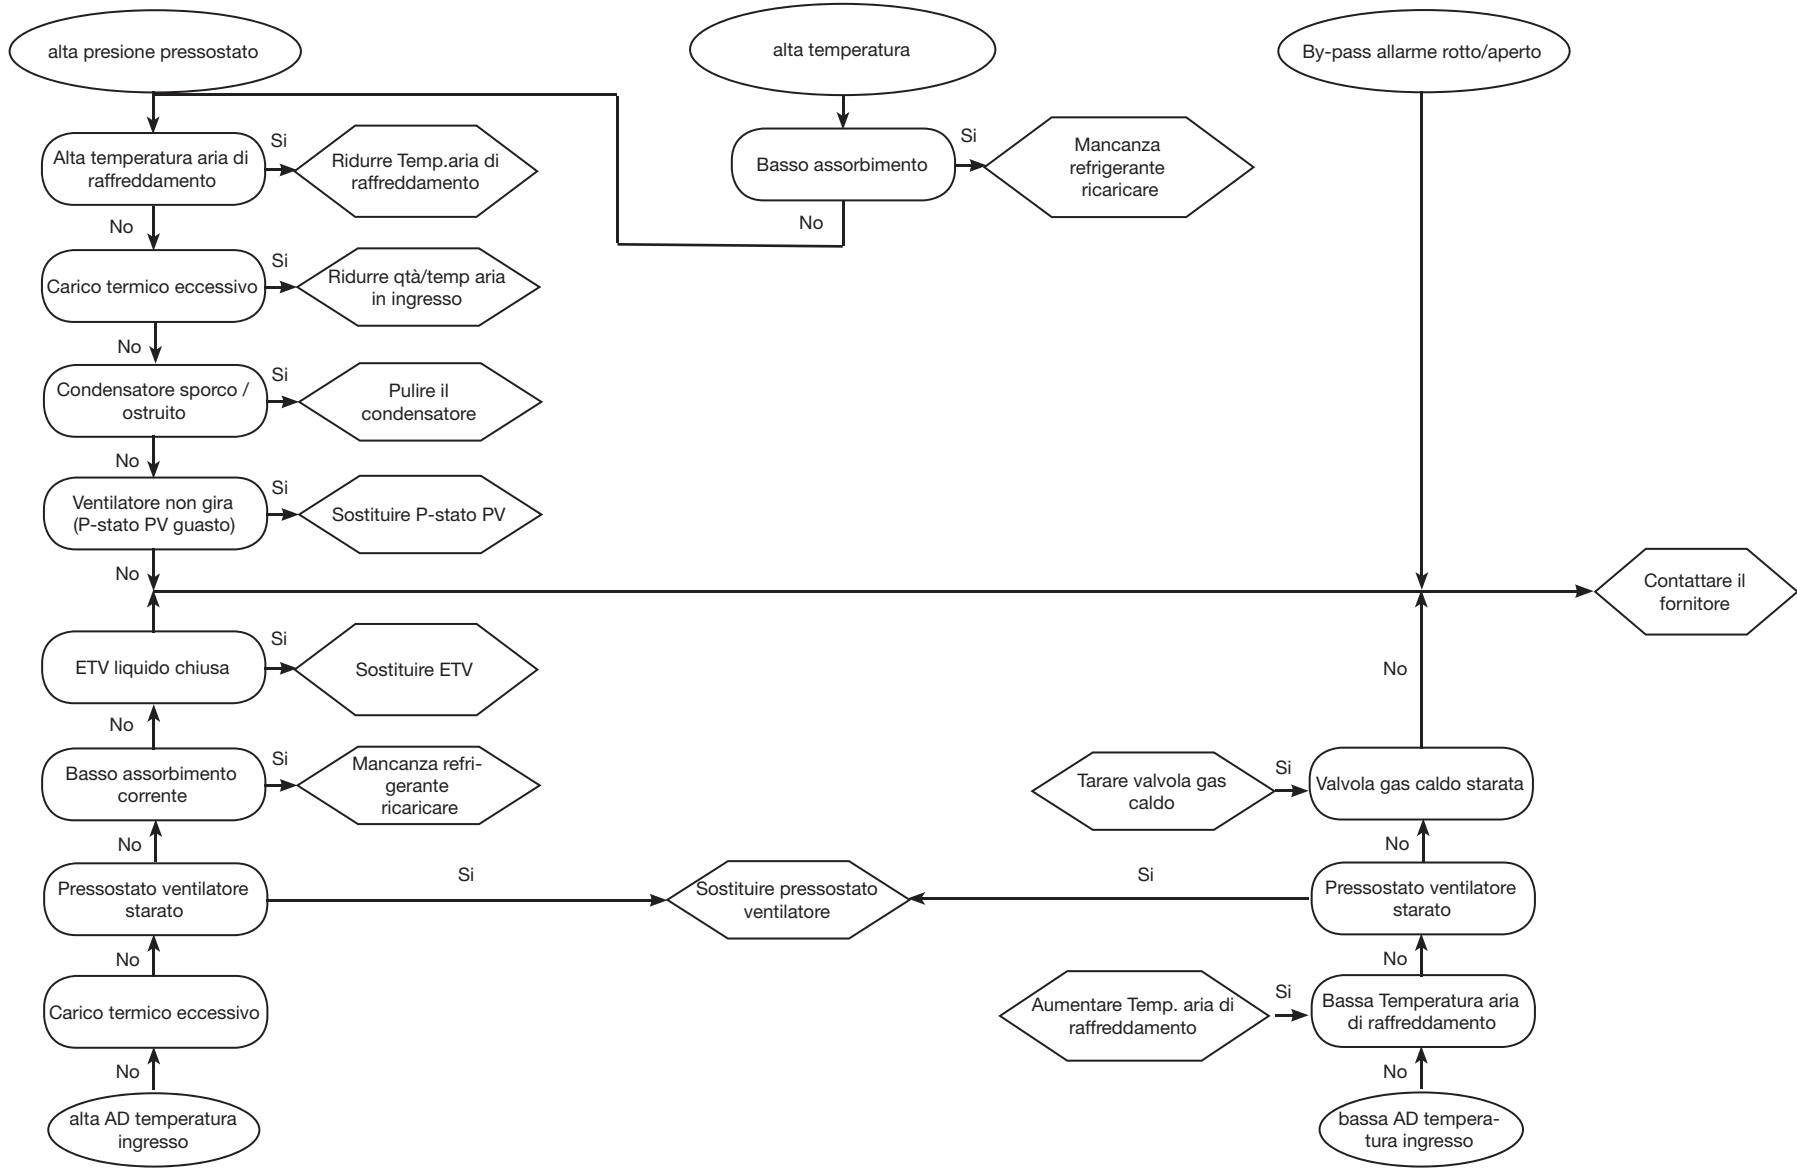 alta presione pressostato
alta temperatura
By-pass allarme rotto/aperto
Alta temperatura aria di
raffreddamento
Si
Ridurre Temp.aria di
raffreddamento
Basso assorbimento
Si
Mancanza
refrigerante
ricaricare
No
No
Carico termico eccessivo
Si
Ridurre qtà/temp aria
in ingresso
No
Condensatore sporco /
ostruito
Si
Pulire il
condensatore
No
Ventilatore non gira
(P-stato PV guasto)
Si
Sostituire P-stato PV
No
Contattare il
fornitore
ETV liquido chiusa
Si
Sostituire ETV
No
No
Basso assorbimento
corrente
Si
Mancanza refri-
gerante
ricaricare
Tarare valvola gas
caldo
Si
Valvola gas caldo starata
No
No
Pressostato ventilatore
starato
Si
Sostituire pressostato
ventilatore
Si
Pressostato ventilatore
starato
No
No
Carico termico eccessivo
Aumentare Temp. aria di
raffreddamento
Si
Bassa Temperatura aria
di raffreddamento
No
No
alta AD temperatura
ingresso
bassa AD tempera-
tura ingresso